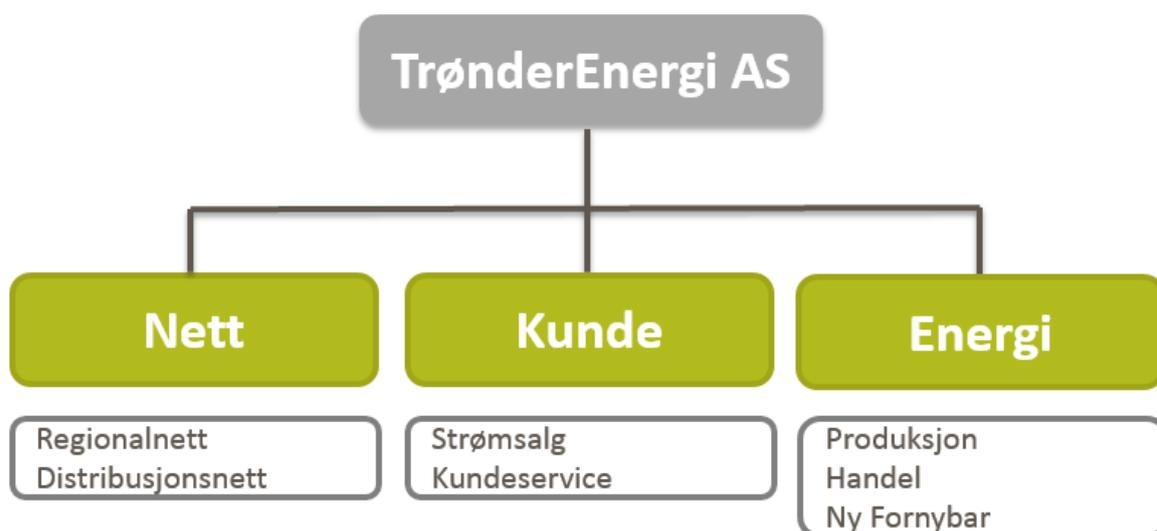 TrønderEnergi AS
Nett
Kunde
Energi
Regionalnett
Distribusjonsnett
Strømsalg
Kundeservice
Produksjon
Handel
Ny Fornybar